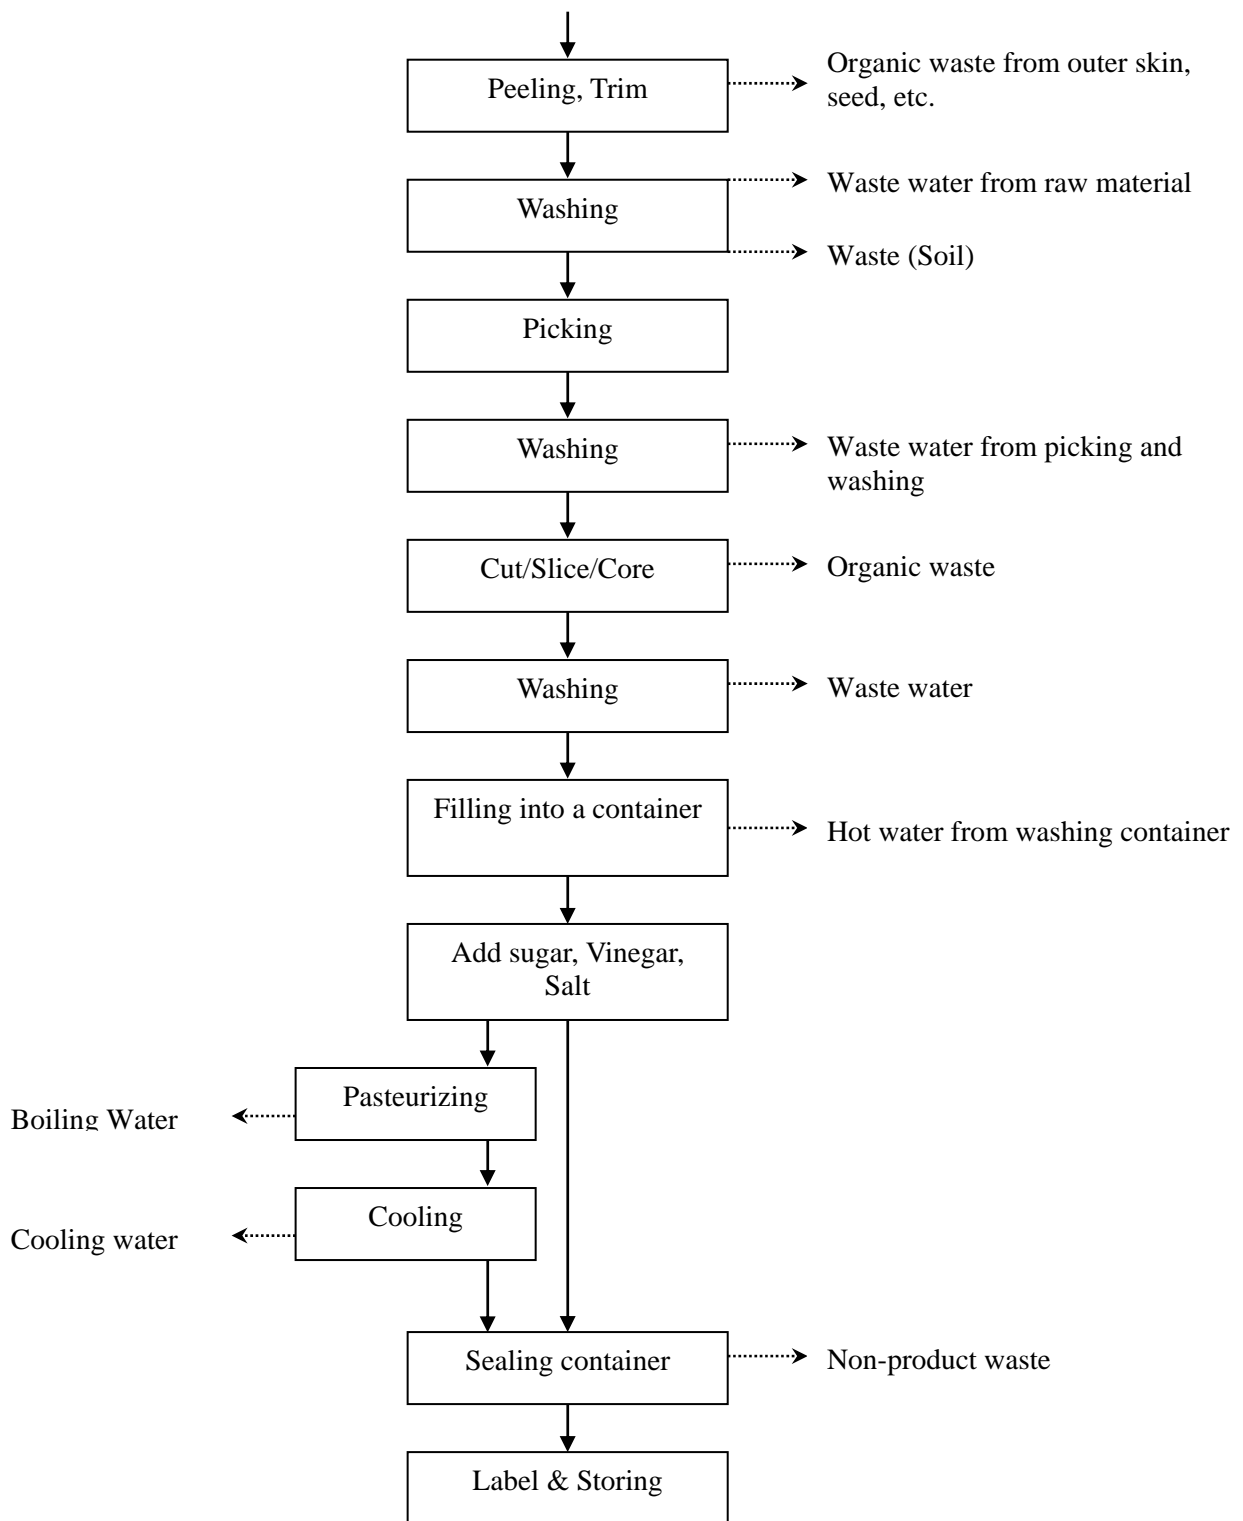 Peeling, Trim
Organic waste from outer skin,
seed, etc.
Washing
Waste water from raw material
Waste (Soil)
Picking
Washing
Waste water from picking and
washing
Cut/Slice/Core
Organic waste
Washing
Waste water
Filling into a container
Hot water from washing container
Add sugar, Vinegar,
Salt
Pasteurizing
Boiling Water
Cooling
Cooling water
Sealing container
Non-product waste
Label & Storing